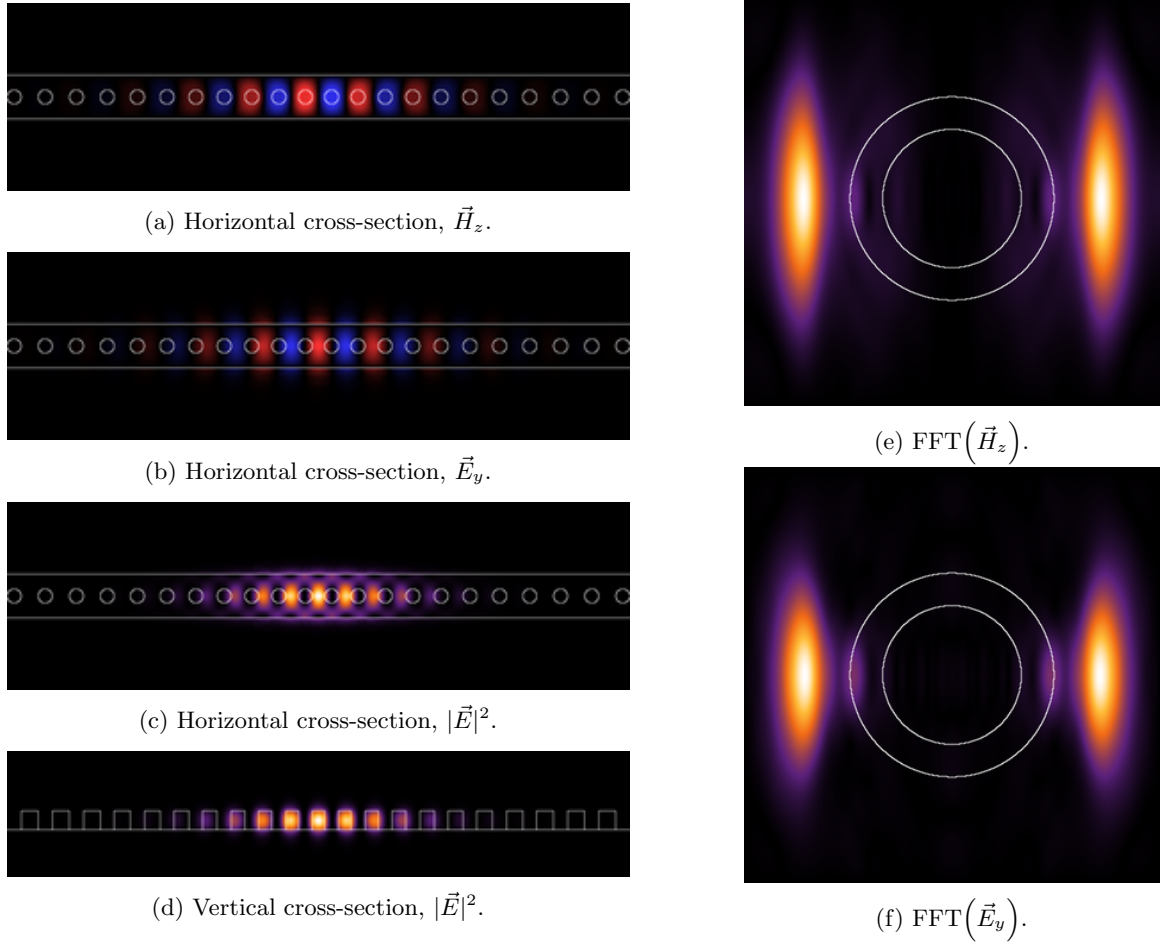 (a) Horizontal cross-section, $\vec{H}_z$.
(b) Horizontal cross-section, $\vec{E}_y$.
(c) Horizontal cross-section, $|\vec{E}|^2$.
(d) Vertical cross-section, $|\vec{E}|^2$.
(e) FFT$\left(\vec{H}_z\right)$.
(f) FFT$\left(\vec{E}_y\right)$.